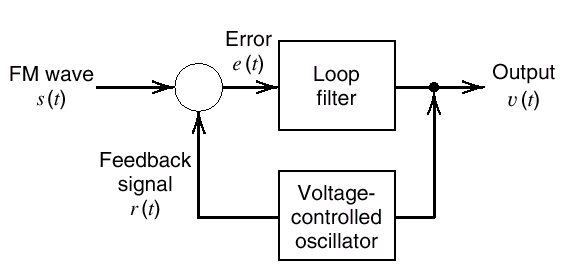 Error
e(t)
FM wave
s(t)
Loop
filter
Output
v(t)
Feedback
signal
r(t)
Voltage-
controlled
oscillator